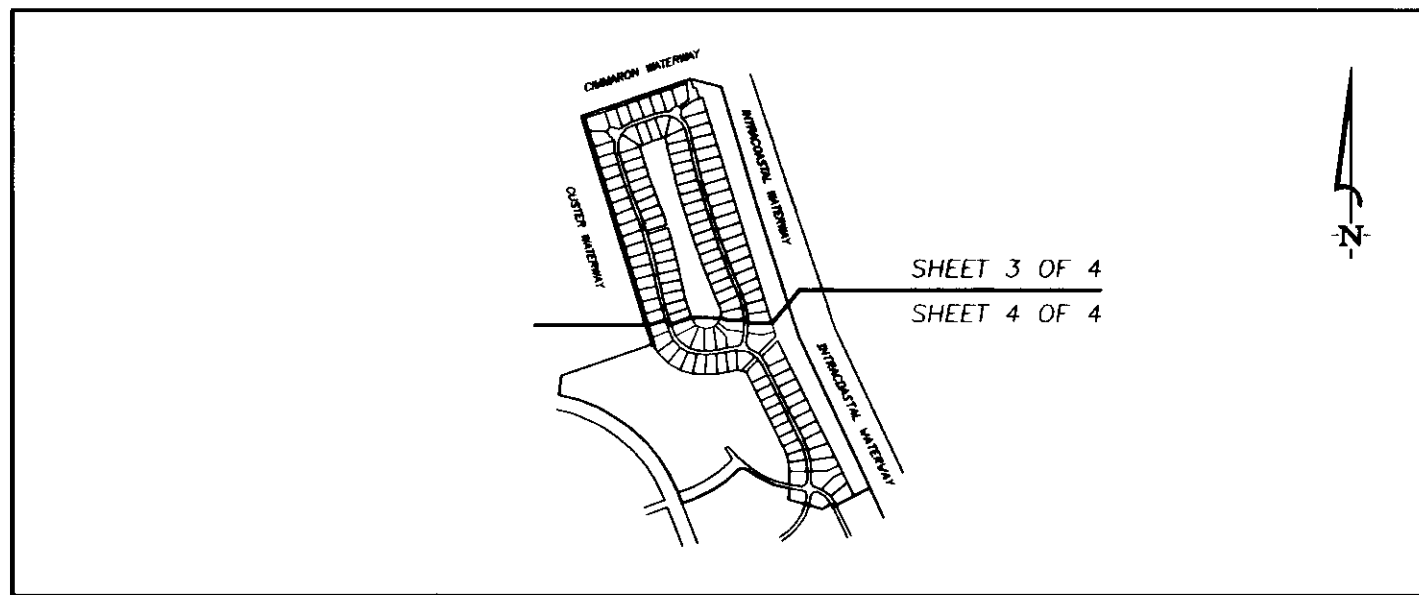 CIMMARON WATERWAY
INTRACOASTAL WATERWAY
CUSTER WATERWAY
N
SHEET 3 OF 4
SHEET 4 OF 4
INTRACOASTAL WATERWAY